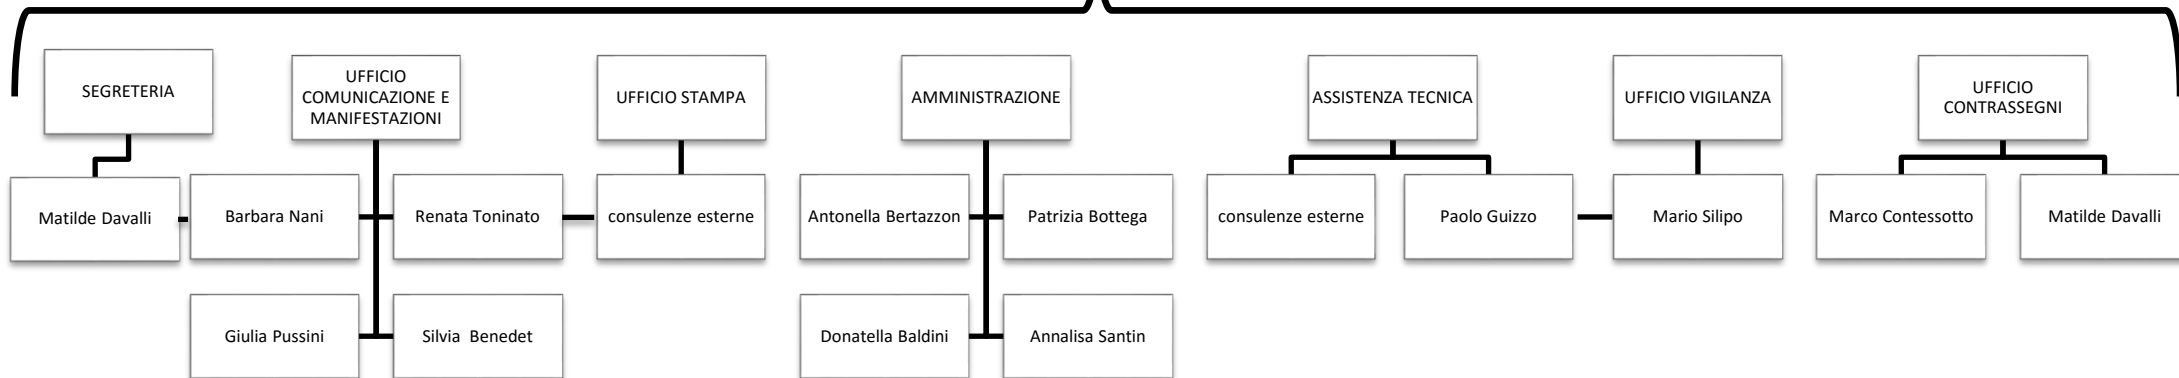 SEGRETERIA
UFFICIO
COMUNICAZIONE E
MANIFESTAZIONI
UFFICIO STAMPA
AMMINISTRAZIONE
ASSISTENZA TECNICA
UFFICIO VIGILANZA
UFFICIO
CONTRASSEGNI
Matilde Davalli
Barbara Nani
Renata Toninato
consulenze esterne
Antonella Bertazzon
Patrizia Bottega
consulenze esterne
Paolo Guizzo
Mario Silipo
Marco Contessotto
Matilde Davalli
Giulia Pussini
Silvia Benedet
Donatella Baldini
Annalisa Santin